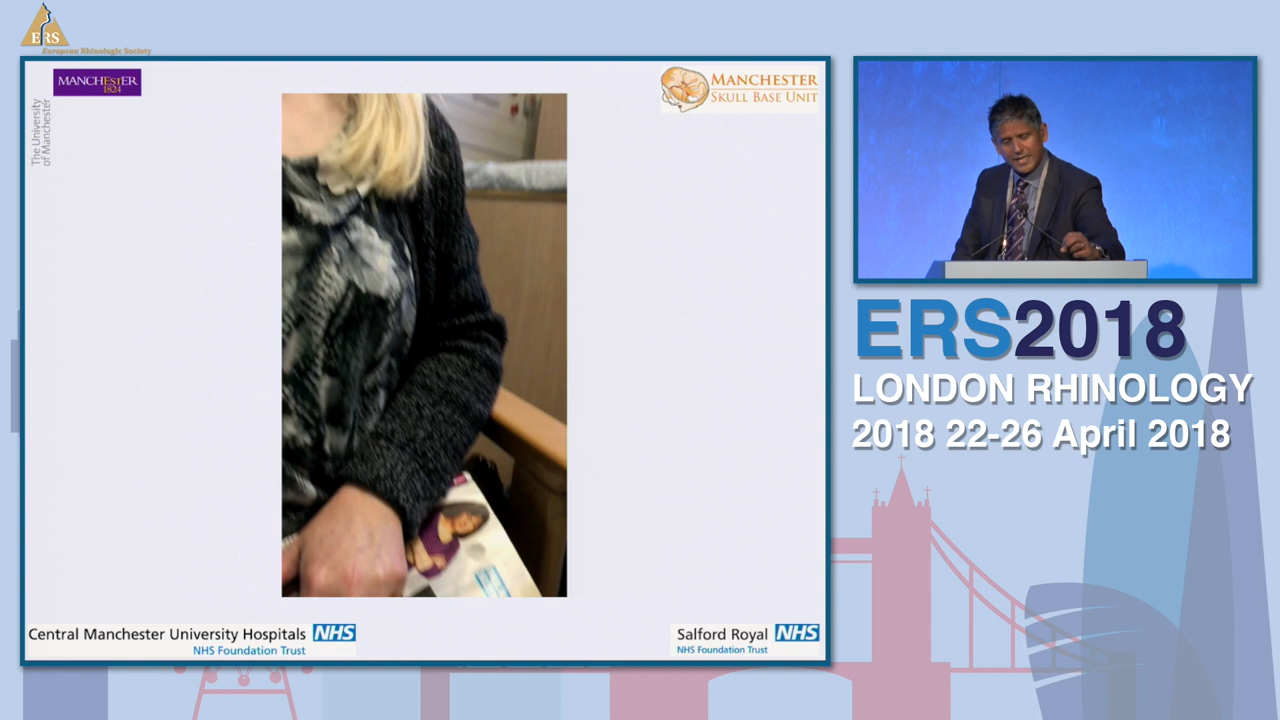 ERS
European Rhinologic Society
MANCHESTER
1824
The University
of Manchester
MANCHESTER
SKULL BASE UNIT
Central Manchester University Hospitals NHS
NHS Foundation Trust
Salford Royal NHS
NHS Foundation Trust
ERS2018
LONDON RHINOLOGY
2018 22-26 April 2018